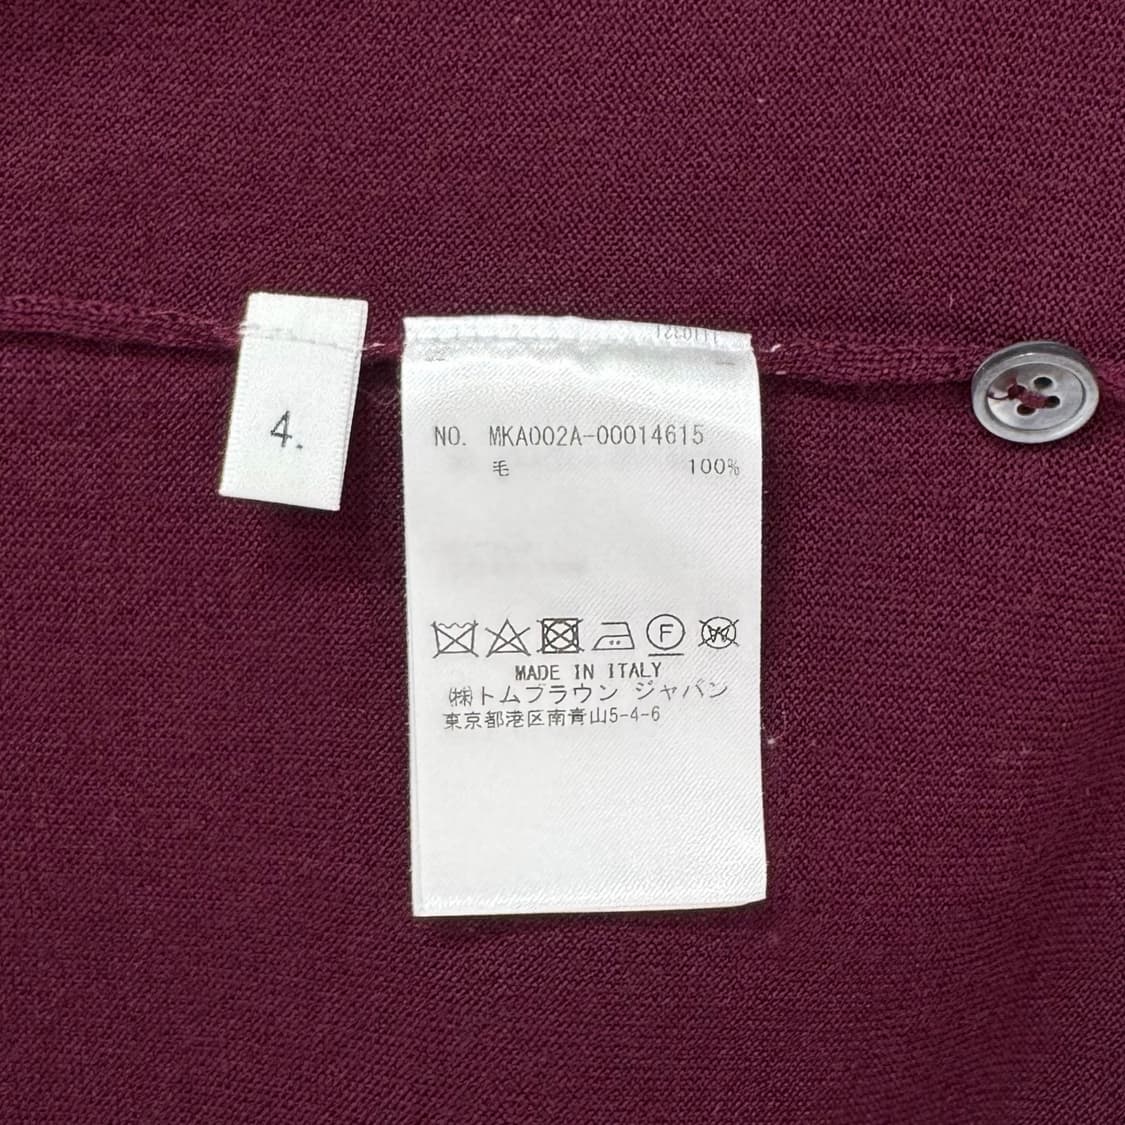 4.
NO. MKA002A-00014615
毛 100%
F
W
MADE IN ITALY
㈱トムブラウン ジャパン
東京都港区南青山5-4-6